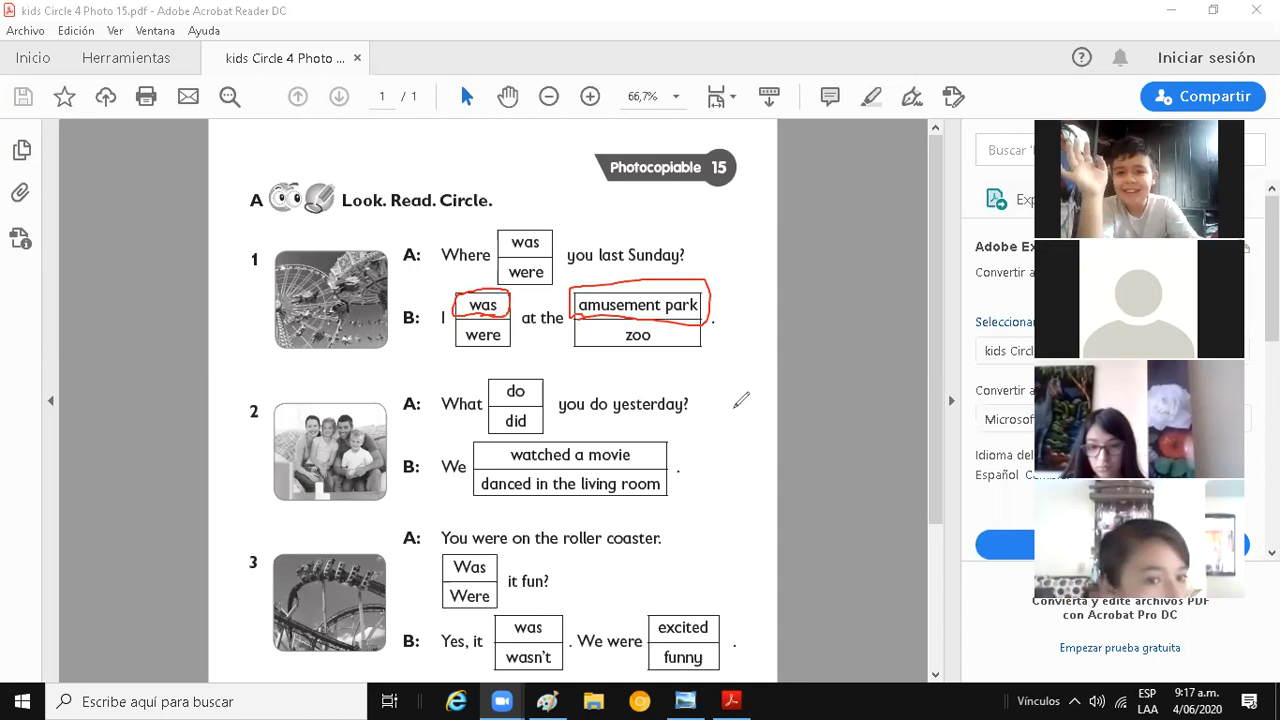 kids Circle 4 Photo 15.pdf - Adobe Acrobat Reader DC
Archivo Edición Ver Ventana Ayuda
Inicio Herramientas kids Circle 4 Photo ... Iniciar sesión
1 / 1 66,7% Compartir
Photocopiable 15
A Look. Read. Circle.
1
A: Where
was
were
you last Sunday?
B: I
was
were
at the
amusement park
zoo
.
2
A: What
do
did
you do yesterday?
B: We
watched a movie
danced in the living room
.
3
A: You were on the roller coaster.
Was
Were
it fun?
B: Yes, it
was
wasn't
. We were
excited
funny
.
Buscar
Adobe
Convertir a
Seleccionar
kids Circl
Convertir a
Microsof
Idioma del
Español
Convierta y edite archivos PDF
con Acrobat Pro DC
Empezar prueba gratuita
Escribe aquí para buscar
Vínculos
ESP
LAA
9:17 a.m.
4/06/2020